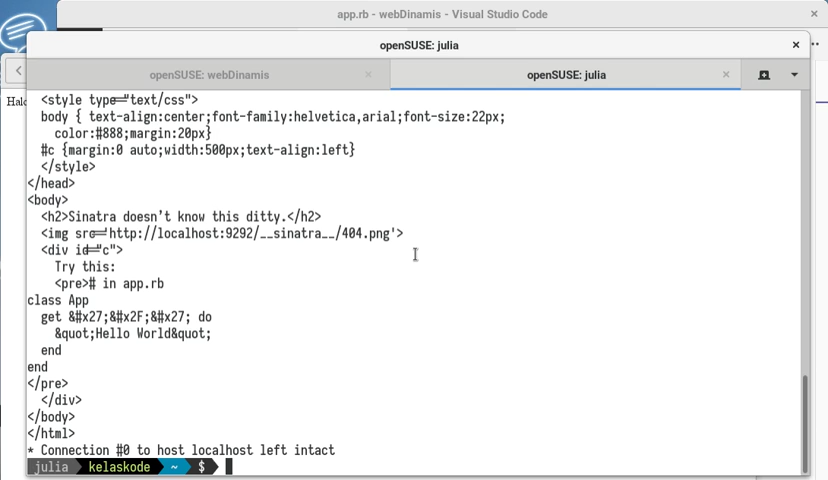 app.rb - webDinamis - Visual Studio Code
openSUSE: julia
openSUSE: webDinamis
openSUSE: julia
<style type="text/css">
body { text-align:center;font-family:helvetica,arial;font-size:22px;
color:#888;margin:20px}
#c {margin:0 auto;width:500px;text-align:left}
</style>
</head>
<body>
<h2>Sinatra doesn't know this ditty.</h2>
<img src='http://localhost:9292/__sinatra__/404.png'>
<div id="c">
Try this:
<pre># in app.rb
class App
get &#x27;&#x2F;&#x27; do
&quot;Hello World&quot;
end
end
</pre>
</div>
</body>
</html>
* Connection #0 to host localhost left intact
julia kelaskode ~ $